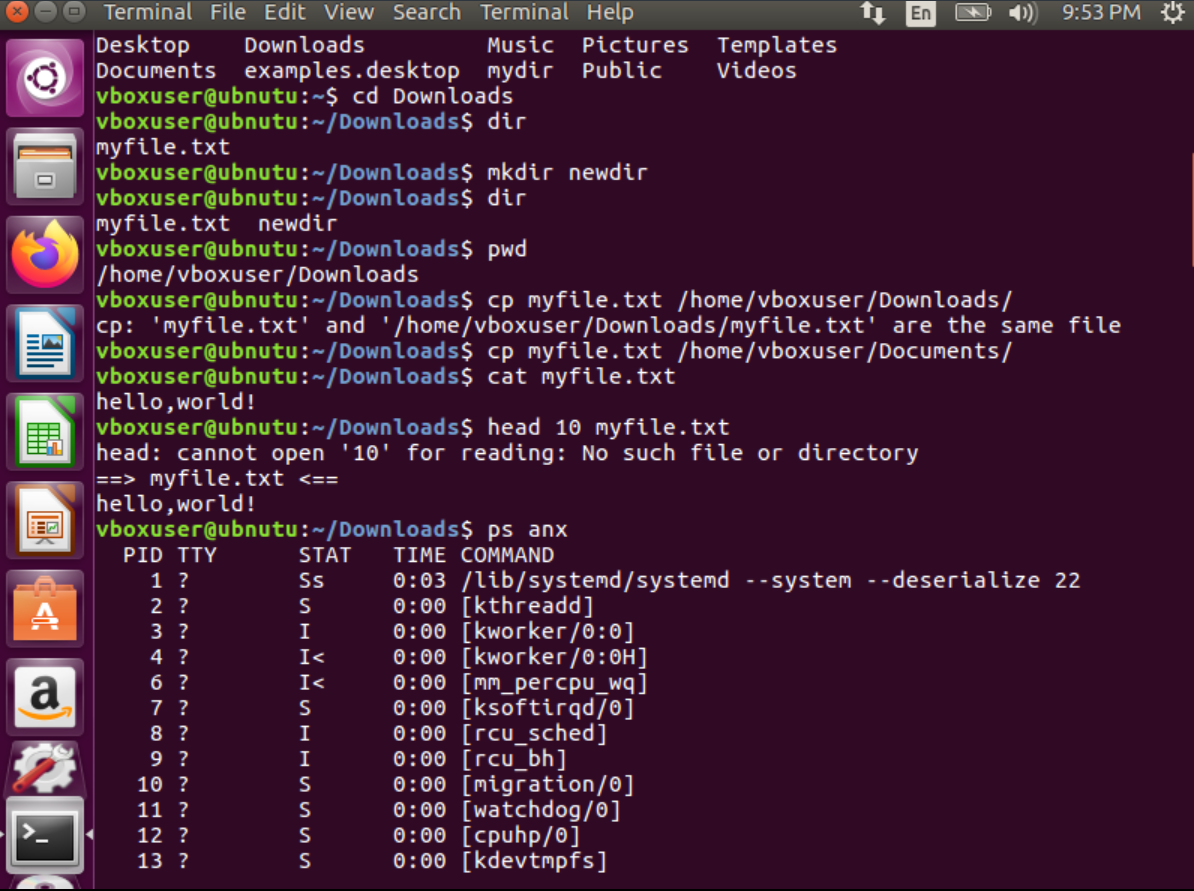 Terminal File Edit View Search Terminal Help En 9:53 PM
Desktop Downloads Music Pictures Templates
Documents examples.desktop mydir Public Videos
vboxuser@ubnutu:~$ cd Downloads
vboxuser@ubnutu:~/Downloads$ dir
myfile.txt
vboxuser@ubnutu:~/Downloads$ mkdir newdir
vboxuser@ubnutu:~/Downloads$ dir
myfile.txt newdir
vboxuser@ubnutu:~/Downloads$ pwd
/home/vboxuser/Downloads
vboxuser@ubnutu:~/Downloads$ cp myfile.txt /home/vboxuser/Downloads/
cp: 'myfile.txt' and '/home/vboxuser/Downloads/myfile.txt' are the same file
vboxuser@ubnutu:~/Downloads$ cp myfile.txt /home/vboxuser/Documents/
vboxuser@ubnutu:~/Downloads$ cat myfile.txt
hello,world!
vboxuser@ubnutu:~/Downloads$ head 10 myfile.txt
head: cannot open '10' for reading: No such file or directory
==> myfile.txt <==
hello,world!
vboxuser@ubnutu:~/Downloads$ ps anx
PID TTY STAT TIME COMMAND
1 ? Ss 0:03 /lib/systemd/systemd --system --deserialize 22
2 ? S 0:00 [kthreadd]
3 ? I 0:00 [kworker/0:0]
4 ? I< 0:00 [kworker/0:0H]
6 ? I< 0:00 [mm_percpu_wq]
7 ? S 0:00 [ksoftirqd/0]
8 ? I 0:00 [rcu_sched]
9 ? I 0:00 [rcu_bh]
10 ? S 0:00 [migration/0]
11 ? S 0:00 [watchdog/0]
12 ? S 0:00 [cpuhp/0]
13 ? S 0:00 [kdevtmpfs]